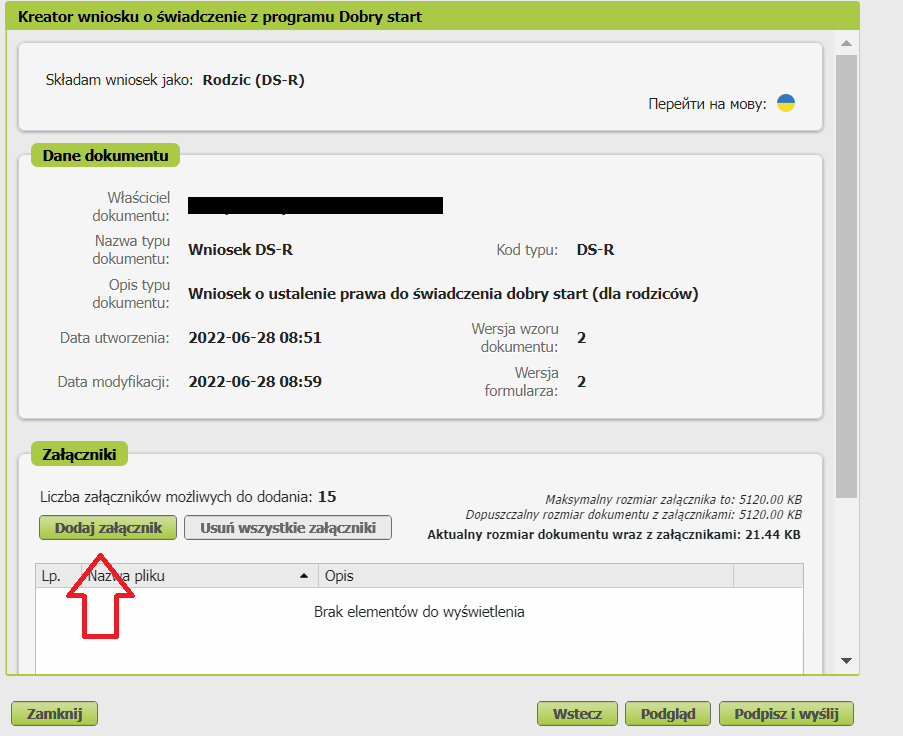 Kreator wniosku o świadczenie z programu Dobry start
Składam wniosek jako: Rodzic (DS-R)
Перейти на мову:
Dane dokumentu
Właściciel
dokumentu:
Nazwa typu
dokumentu:
Wniosek DS-R
Kod typu: DS-R
Opis typu
dokumentu:
Wniosek o ustalenie prawa do świadczenia dobry start (dla rodziców)
Data utworzenia: 2022-06-28 08:51
Wersja wzoru
dokumentu:
2
Data modyfikacji: 2022-06-28 08:59
Wersja
formularza:
2
Załączniki
Liczba załączników możliwych do dodania: 15
Maksymalny rozmiar załącznika to: 5120.00 KB
Dopuszczalny rozmiar dokumentu z załącznikami: 5120.00 KB
Aktualny rozmiar dokumentu wraz z załącznikami: 21.44 KB
Dodaj załącznik Usuń wszystkie załączniki
Lp. Nazwa pliku Opis
Brak elementów do wyświetlenia
Zamknij Wstecz Podgląd Podpisz i wyślij